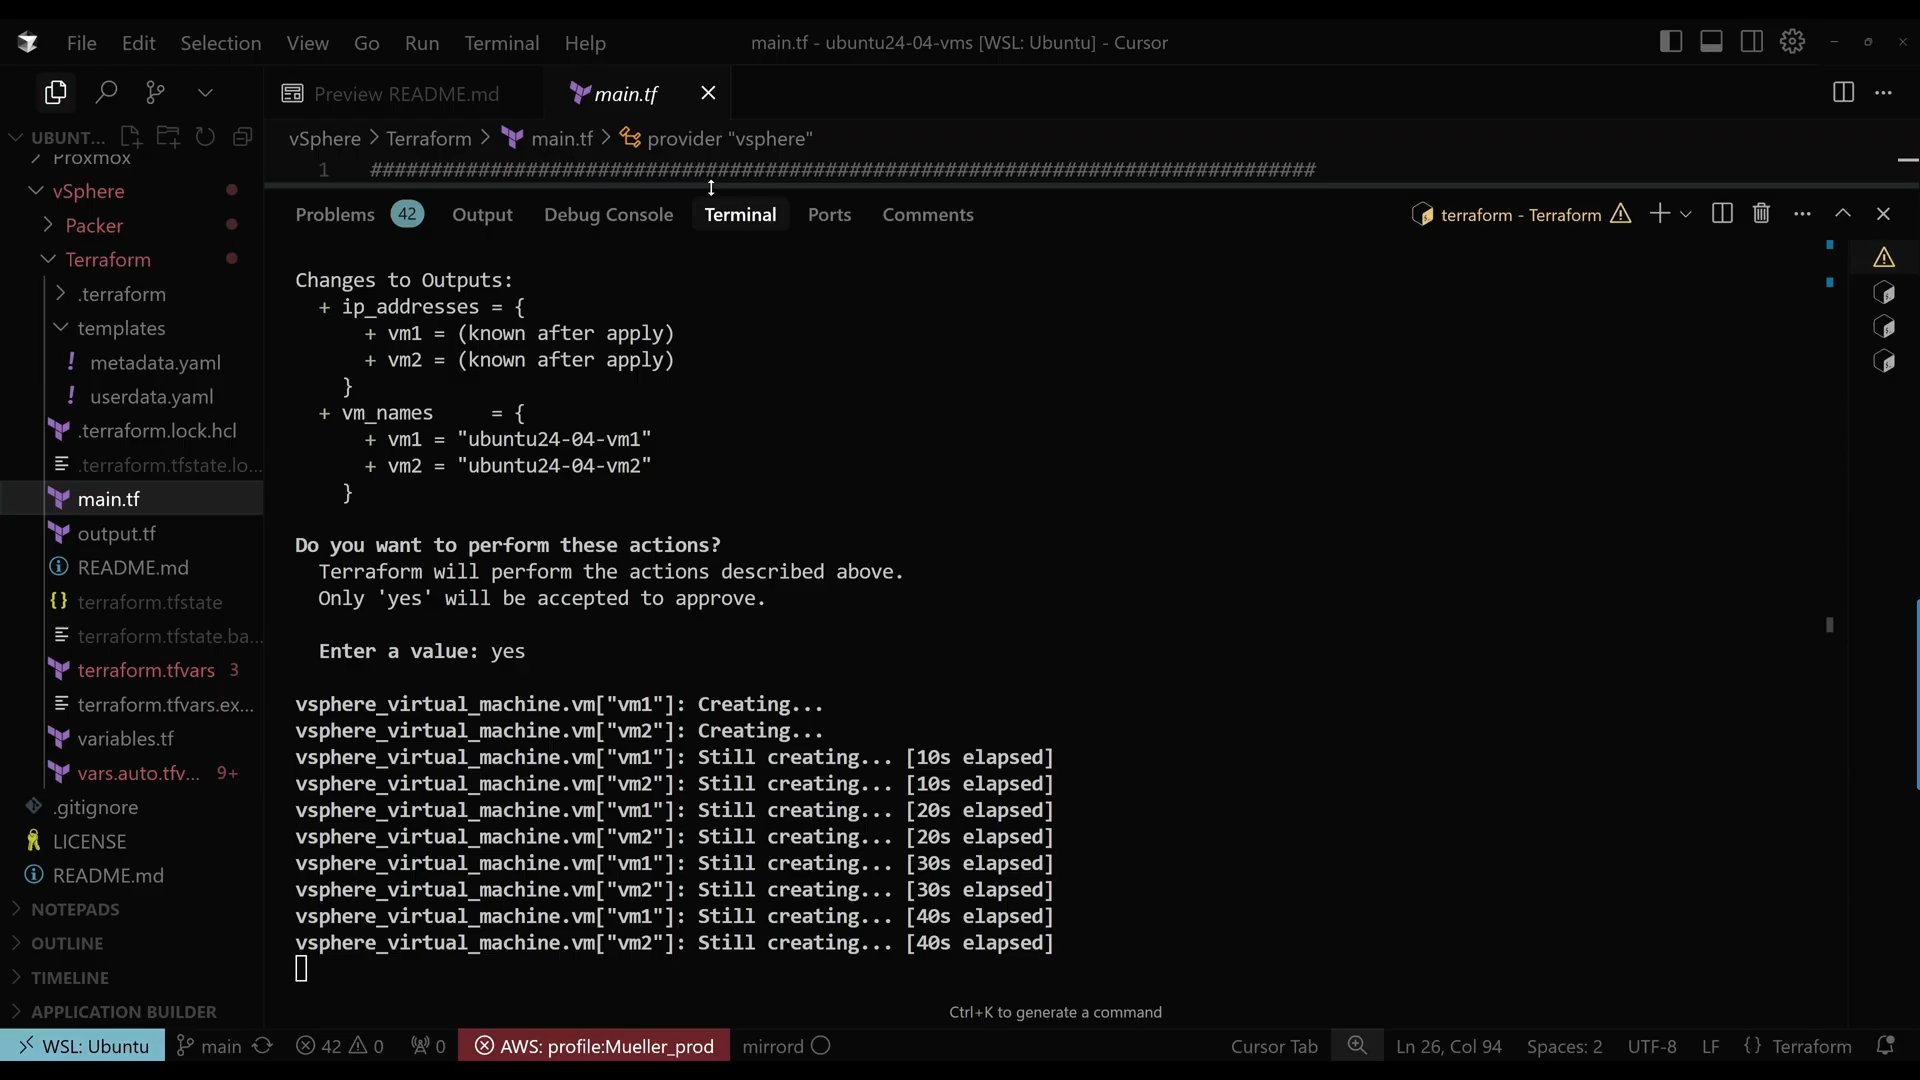 File Edit Selection View Go Run Terminal Help
main.tf - ubuntu24-04-vms [WSL: Ubuntu] - Cursor
Preview README.md
main.tf
UBUNT...
vSphere > Terraform > main.tf > provider "vsphere"
Proxmox
1 ###############################################################################
vSphere
Problems 42 Output Debug Console Terminal Ports Comments
terraform - Terraform
Packer
Terraform
.terraform
templates
metadata.yaml
userdata.yaml
.terraform.lock.hcl
.terraform.tfstate.lo...
main.tf
output.tf
README.md
terraform.tfstate
terraform.tfstate.ba...
terraform.tfvars 3
terraform.tfvars.ex...
variables.tf
vars.auto.tfv... 9+
.gitignore
LICENSE
README.md
NOTEPADS
OUTLINE
TIMELINE
APPLICATION BUILDER
Changes to Outputs:
+ ip_addresses = {
+ vm1 = (known after apply)
+ vm2 = (known after apply)
}
+ vm_names     = {
+ vm1 = "ubuntu24-04-vm1"
+ vm2 = "ubuntu24-04-vm2"
}
Do you want to perform these actions?
Terraform will perform the actions described above.
Only 'yes' will be accepted to approve.
Enter a value: yes
vsphere_virtual_machine.vm["vm1"]: Creating...
vsphere_virtual_machine.vm["vm2"]: Creating...
vsphere_virtual_machine.vm["vm1"]: Still creating... [10s elapsed]
vsphere_virtual_machine.vm["vm2"]: Still creating... [10s elapsed]
vsphere_virtual_machine.vm["vm1"]: Still creating... [20s elapsed]
vsphere_virtual_machine.vm["vm2"]: Still creating... [20s elapsed]
vsphere_virtual_machine.vm["vm1"]: Still creating... [30s elapsed]
vsphere_virtual_machine.vm["vm2"]: Still creating... [30s elapsed]
vsphere_virtual_machine.vm["vm1"]: Still creating... [40s elapsed]
vsphere_virtual_machine.vm["vm2"]: Still creating... [40s elapsed]
Ctrl+K to generate a command
WSL: Ubuntu main 42 0 0 AWS: profile:Mueller_prod mirrord Cursor Tab Ln 26, Col 94 Spaces: 2 UTF-8 LF {} Terraform